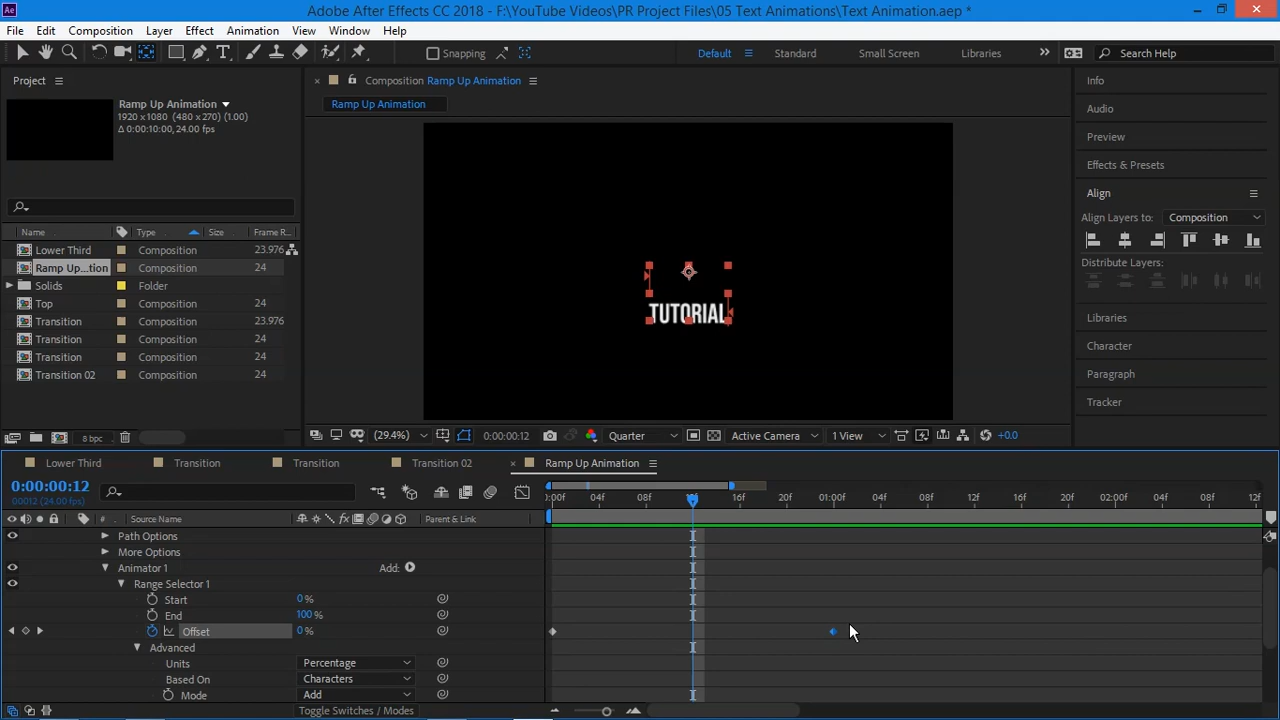 Ae Adobe After Effects CC 2018 - F:\YouTube Videos\PR Project Files\05 Text Animations\Text Animation.aep *
File Edit Composition Layer Effect Animation View Window Help
Snapping Default Standard Small Screen Libraries Search Help
Project
Ramp Up Animation
1920 x 1080 (480 x 270) (1.00)
Δ 0:00:10:00, 24.00 fps
Name Type Size Frame R...
Lower Third Composition 23.976
Ramp Up...tion Composition 24
Solids Folder
Top Composition 24
Transition Composition 23.976
Transition Composition 24
Transition Composition 24
Transition 02 Composition 24
8 bpc
Composition Ramp Up Animation
Ramp Up Animation
TUTORIAL
(29.4%) 0:00:00:12 Quarter Active Camera 1 View +0.0
Info
Audio
Preview
Effects & Presets
Align
Align Layers to: Composition
Distribute Layers:
Libraries
Character
Paragraph
Tracker
Lower Third Transition Transition Transition 02 Ramp Up Animation
0:00:00:12
00012 (24.00 fps)
:00f 04f 08f 12f 16f 20f 01:00f 04f 08f 12f 16f 20f 02:00f 04f 08f 12f
# Source Name Parent & Link
Path Options
More Options
Animator 1 Add:
Range Selector 1
Start 0 %
End 100 %
Offset 0 %
Advanced
Units Percentage
Based On Characters
Mode Add
Toggle Switches / Modes